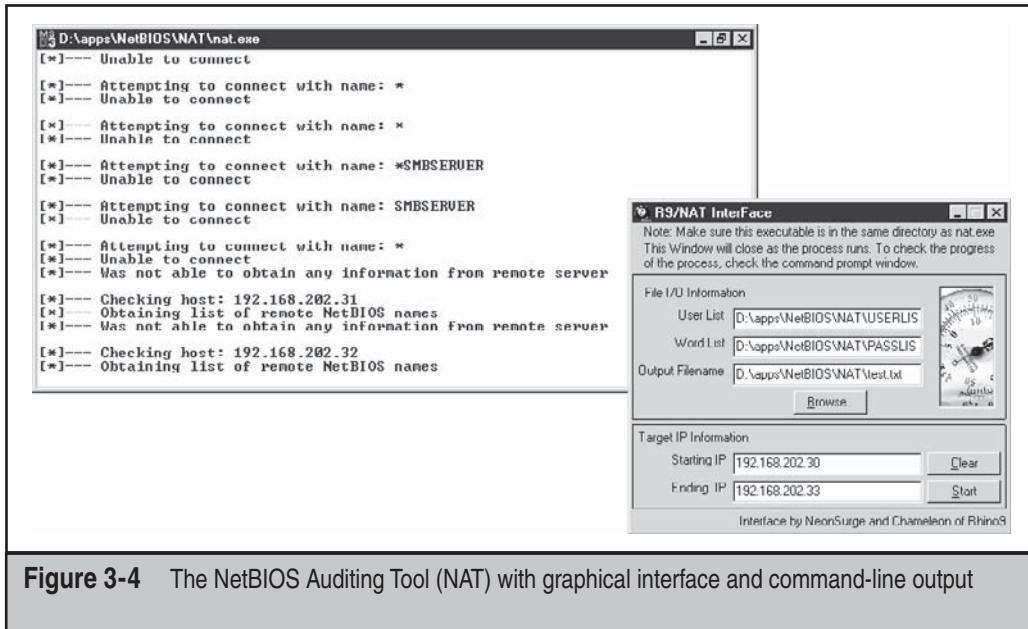 D:\apps\NetBIOS\NAT\nat.exe
[*]--- Unable to connect
[*]--- Attempting to connect with name: *
[*]--- Unable to connect
[*]--- Attempting to connect with name: *
[*]--- Unable to connect
[*]--- Attempting to connect with name: *SMBSERVER
[*]--- Unable to connect
[*]--- Attempting to connect with name: SMBSERVER
[*]--- Unable to connect
[*]--- Attempting to connect with name: *
[*]--- Unable to connect
[*]--- Was not able to obtain any information from remote server
[*]--- Checking host: 192.168.202.31
[*]--- Obtaining list of remote NetBIOS names
[*]--- Was not able to obtain any information from remote server
[*]--- Checking host: 192.168.202.32
[*]--- Obtaining list of remote NetBIOS names
R9/NAT InterFace
Note: Make sure this executable is in the same directory as nat.exe
This Window will close as the process runs. To check the progress
of the process, check the command prompt window.
File I/O Information
User List D:\apps\NetBIOS\NAT\USERLIS
Word List D:\apps\NetBIOS\NAT\PASSLIS
Output Filename D:\apps\NetBIOS\NAT\test.txt
Browse
Target IP Information
Starting IP 192.168.202.30 Clear
Ending IP 192.168.202.33 Start
Interface by NeonSurge and Chameleon of Rhino9
Figure 3-4 The NetBIOS Auditing Tool (NAT) with graphical interface and command-line output